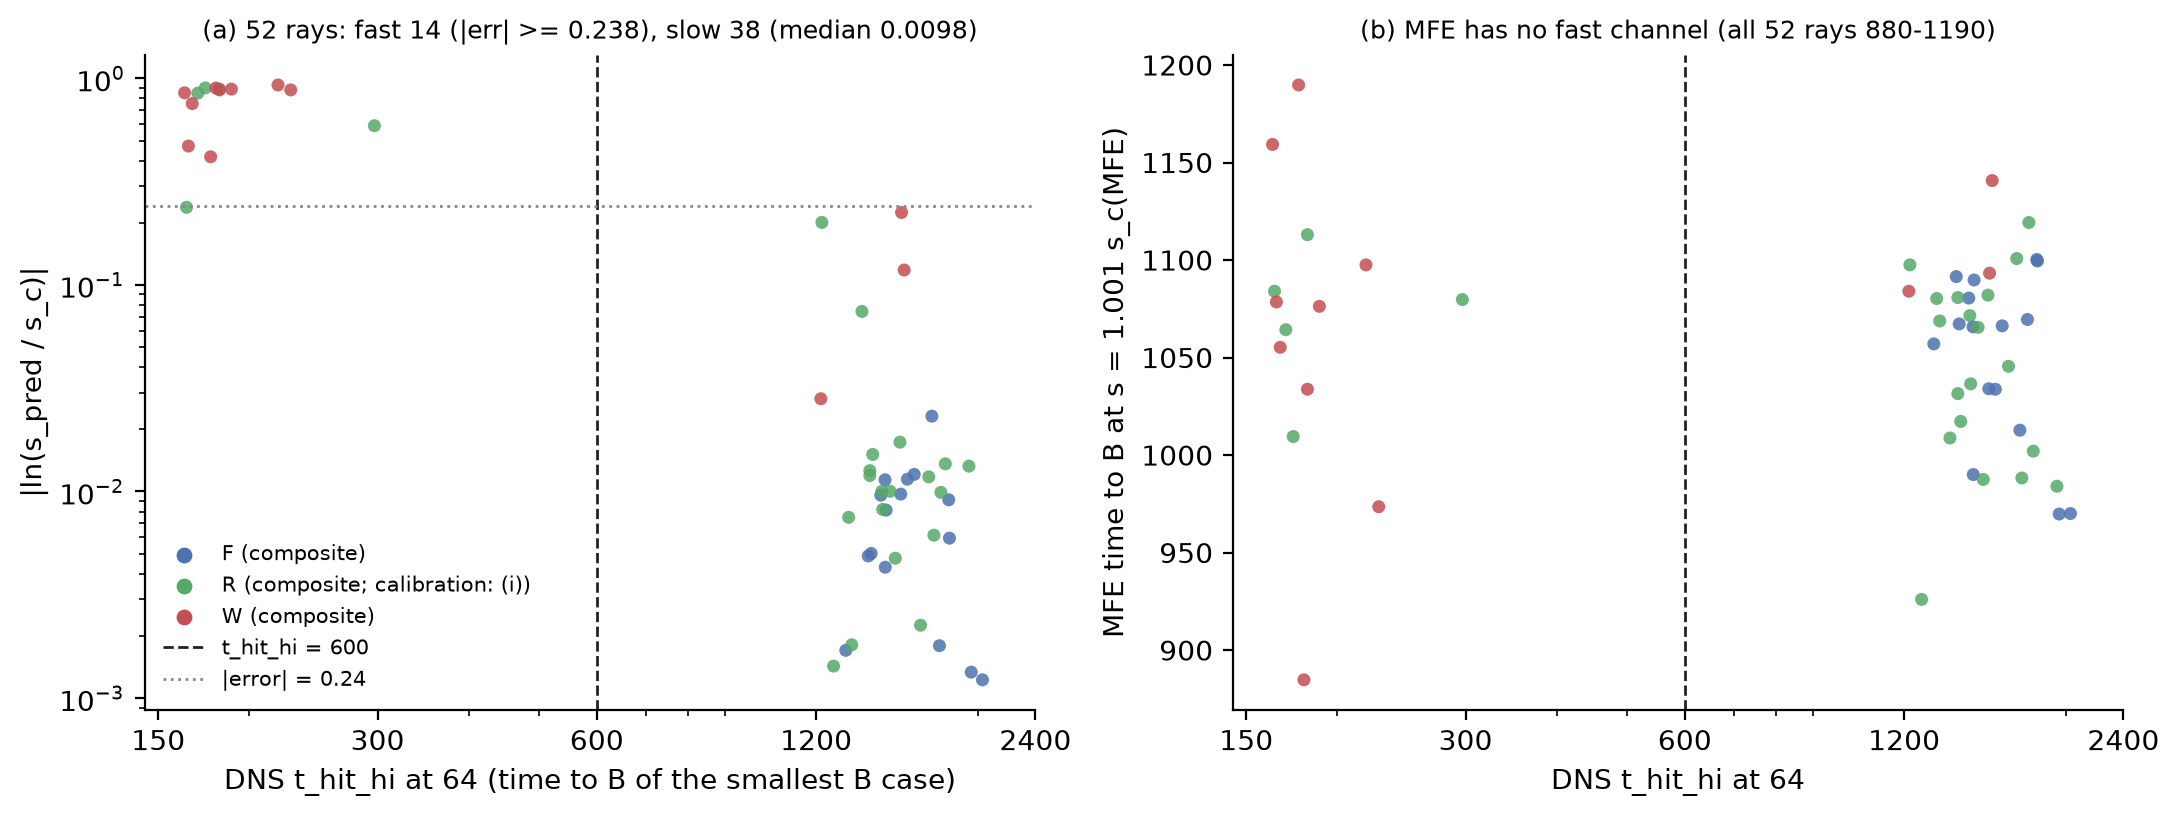 (a) 52 rays: fast 14 (|err| >= 0.238), slow 38 (median 0.0098)
|ln(s_pred / s_c)|
10⁰
10⁻¹
10⁻²
10⁻³
F (composite)
R (composite; calibration: (i))
W (composite)
t_hit_hi = 600
|error| = 0.24
150 300 600 1200 2400
DNS t_hit_hi at 64 (time to B of the smallest B case)
(b) MFE has no fast channel (all 52 rays 880-1190)
MFE time to B at s = 1.001 s_c(MFE)
1200
1150
1100
1050
1000
950
900
150 300 600 1200 2400
DNS t_hit_hi at 64